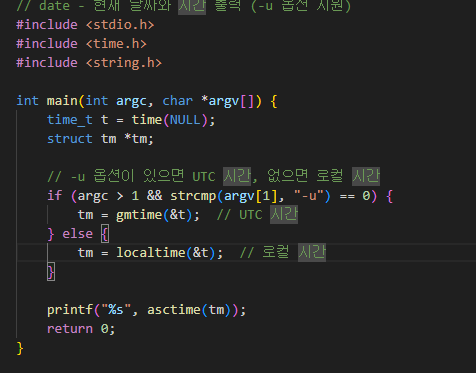 // date - 현재 날짜와 시간 출력 (-u 옵션 지원)
#include <stdio.h>
#include <time.h>
#include <string.h>
int main(int argc, char *argv[]) {
    time_t t = time(NULL);
    struct tm *tm;
    // -u 옵션이 있으면 UTC 시간, 없으면 로컬 시간
    if (argc > 1 && strcmp(argv[1], "-u") == 0) {
        tm = gmtime(&t);  // UTC 시간
    } else {
        tm = localtime(&t);  // 로컬 시간
    }
    printf("%s", asctime(tm));
    return 0;
}